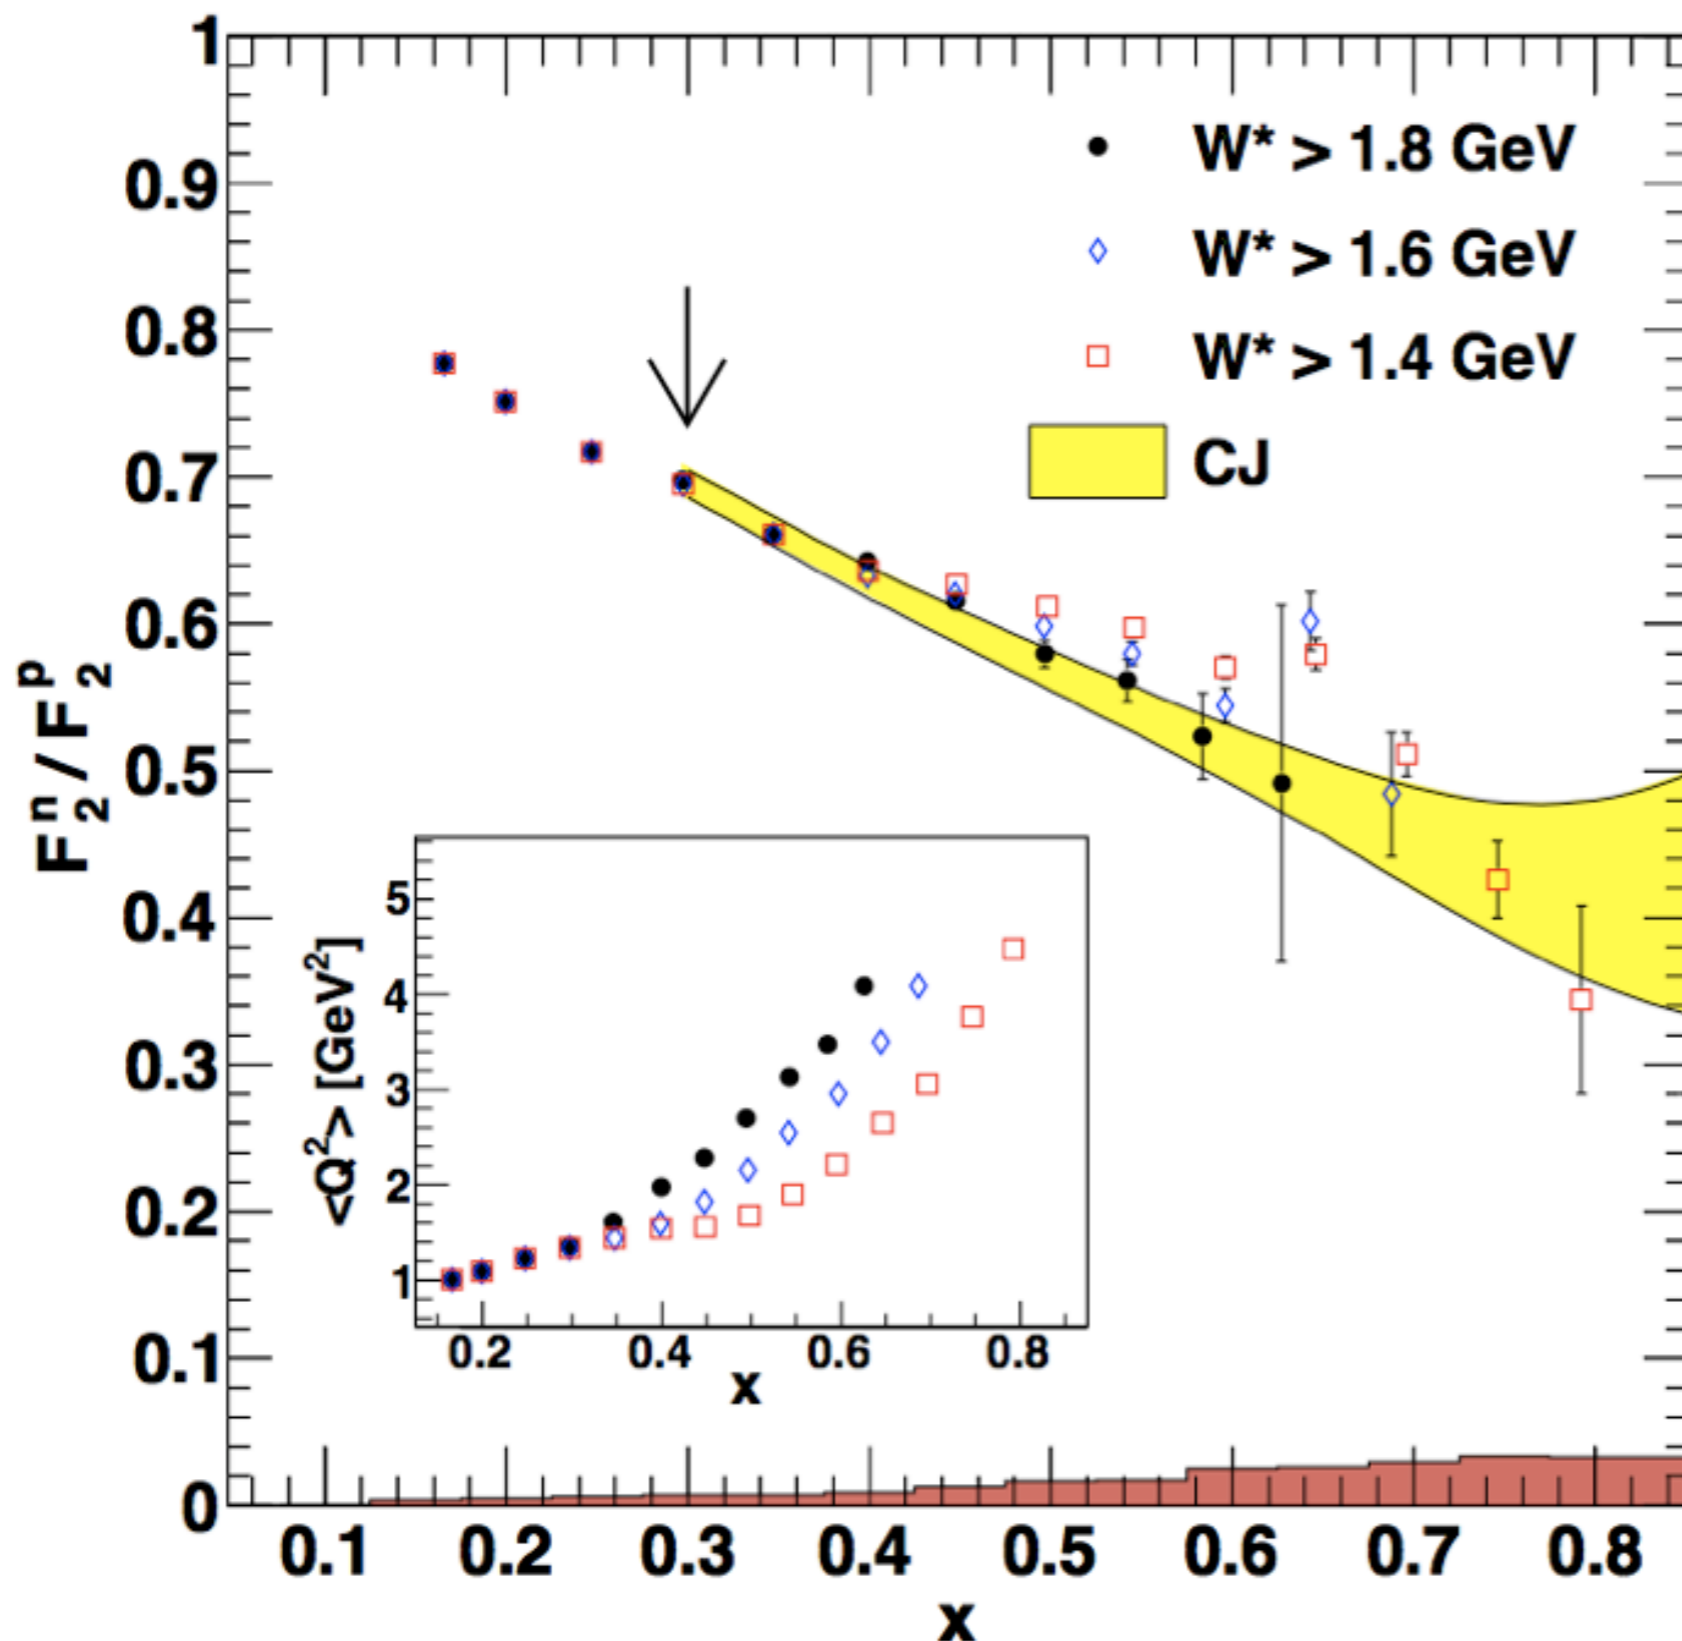 1
0.9
0.8
0.7
0.6
0.5
0.4
0.3
0.2
0.1
0
F2n / F2p
W* > 1.8 GeV
W* > 1.6 GeV
W* > 1.4 GeV
CJ
5
4
3
2
1
<Q2> [GeV2]
0.2 0.4 0.6 0.8
x
0.1 0.2 0.3 0.4 0.5 0.6 0.7 0.8
x